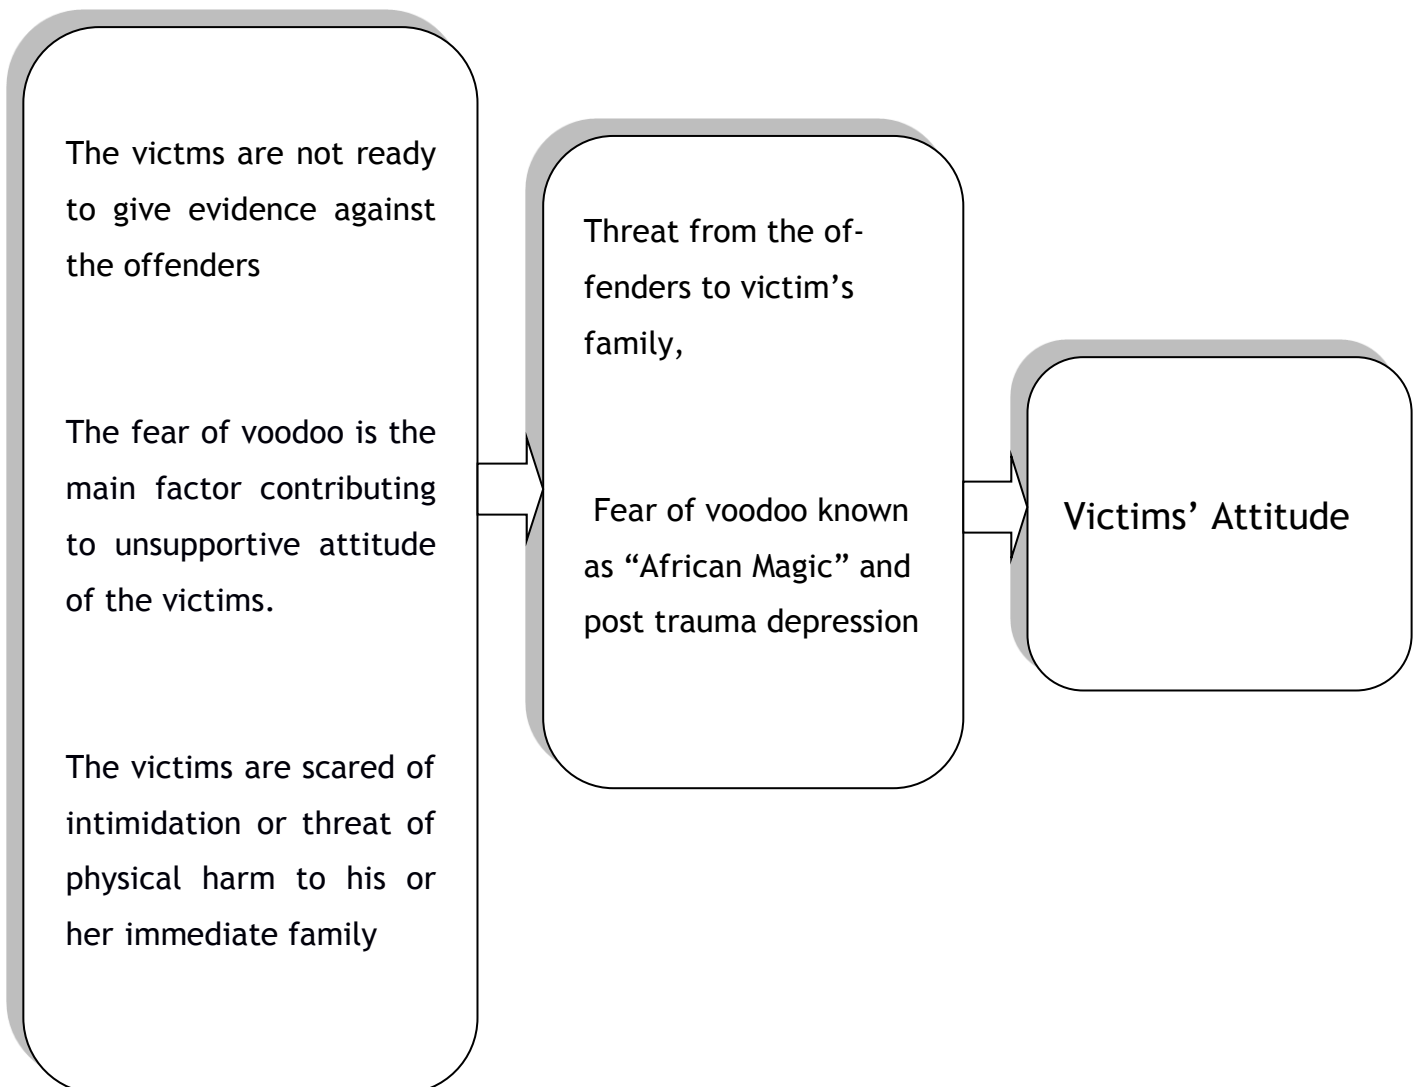 The victms are not ready
to give evidence against
the offenders
The fear of voodoo is the
main factor contributing
to unsupportive attitude
of the victims.
The victims are scared of
intimidation or threat of
physical harm to his or
her immediate family
Threat from the of-
fenders to victim’s
family,
Fear of voodoo known
as “African Magic” and
post trauma depression
Victims’ Attitude